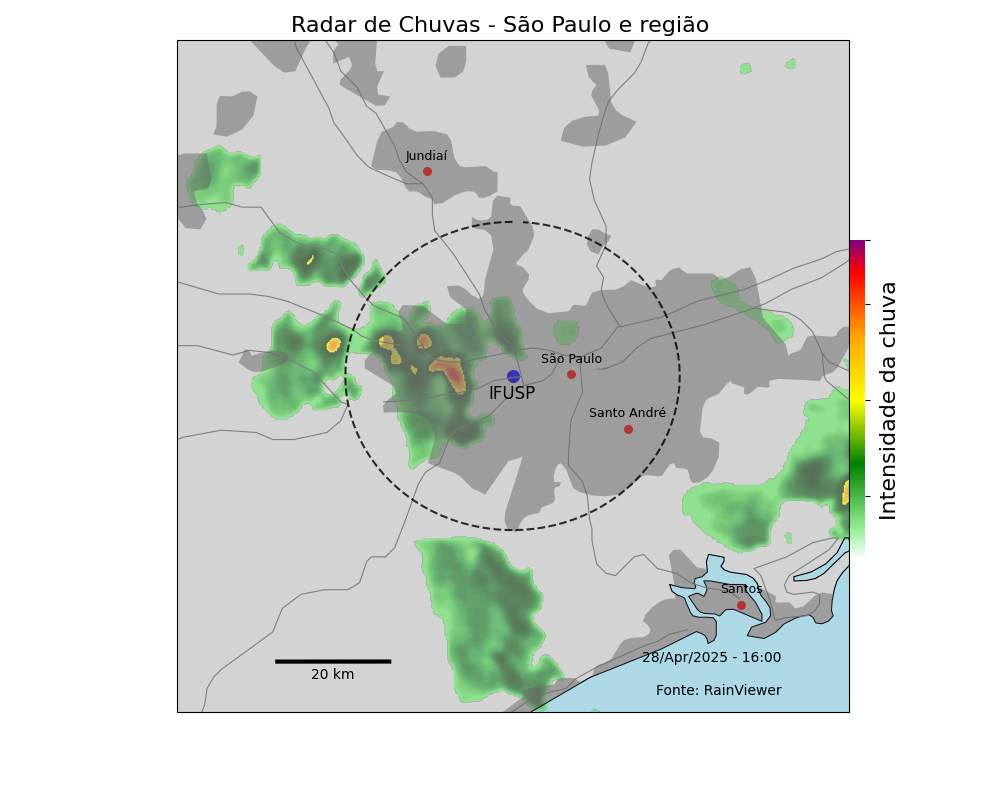 Radar de Chuvas - São Paulo e região
Jundiaí
São Paulo
IFUSP
Santo André
Intensidade da chuva
Santos
28/Apr/2025 - 16:00
20 km
Fonte: RainViewer